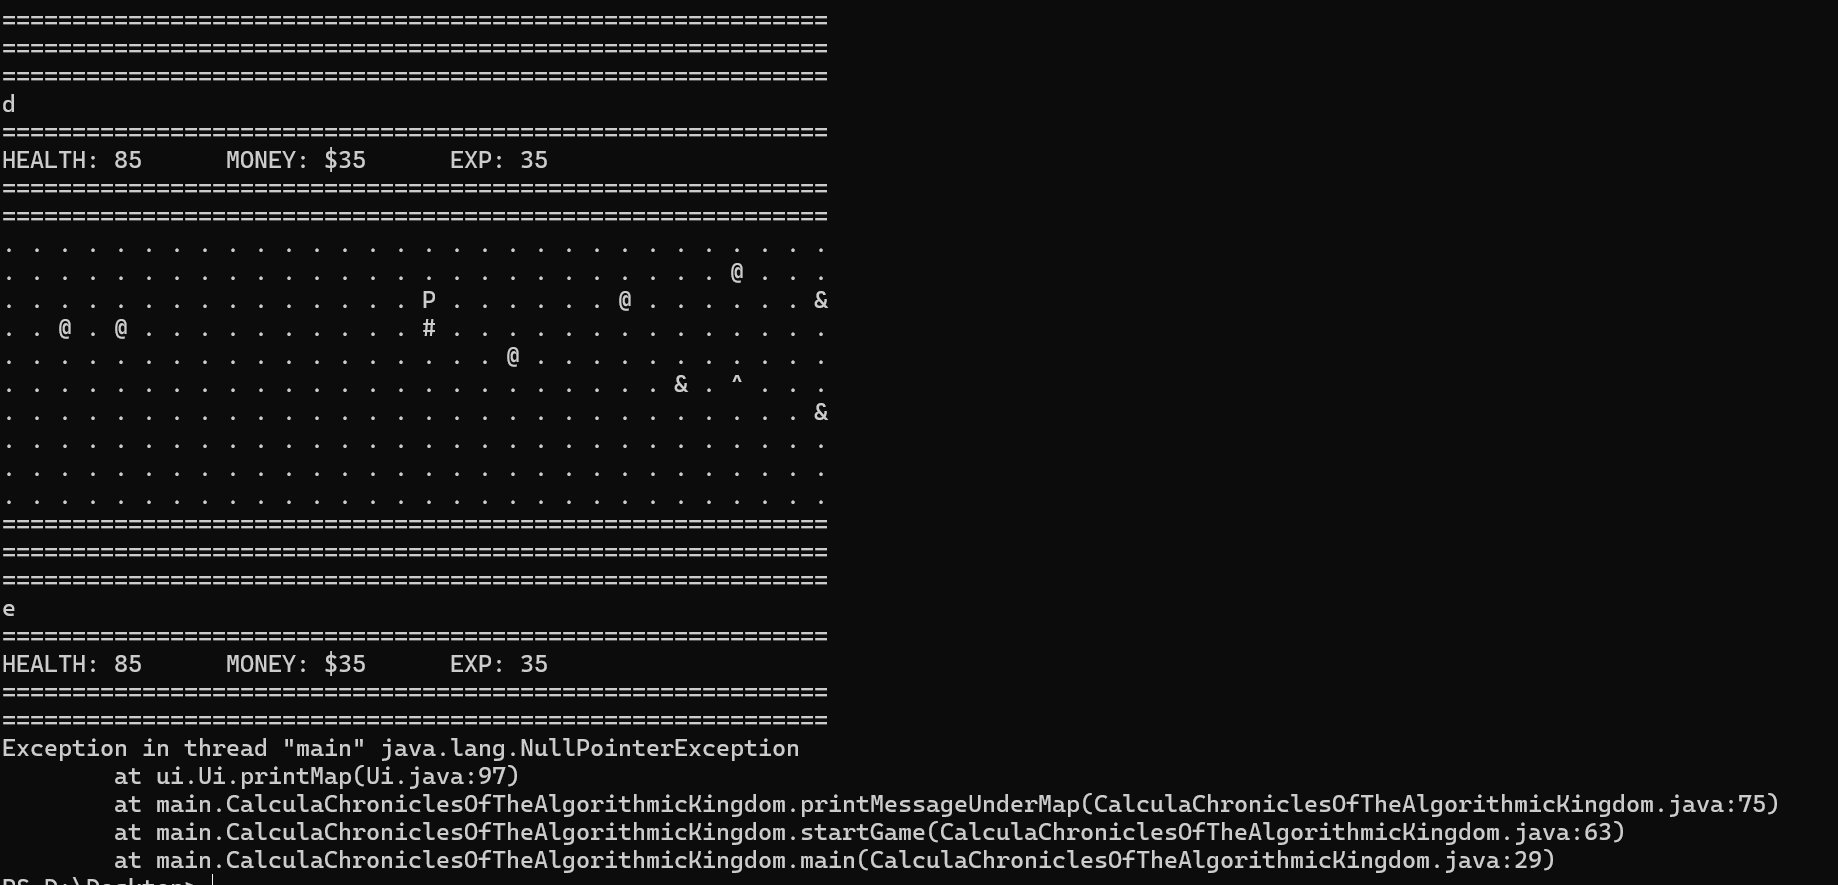 ===========================================================
===========================================================
===========================================================
d
===========================================================
HEALTH: 85      MONEY: $35      EXP: 35
===========================================================
===========================================================
. . . . . . . . . . . . . . . . . . . . . . . . . . . . . .
. . . . . . . . . . . . . . . . . . . . . . . . . . @ . . .
. . . . . . . . . . . . . . . P . . . . . . @ . . . . . . &
. . @ . @ . . . . . . . . . . # . . . . . . . . . . . . . .
. . . . . . . . . . . . . . . . . . @ . . . . . . . . . . .
. . . . . . . . . . . . . . . . . . . . . . . . & . ^ . . .
. . . . . . . . . . . . . . . . . . . . . . . . . . . . . &
. . . . . . . . . . . . . . . . . . . . . . . . . . . . . .
. . . . . . . . . . . . . . . . . . . . . . . . . . . . . .
. . . . . . . . . . . . . . . . . . . . . . . . . . . . . .
===========================================================
===========================================================
===========================================================
e
===========================================================
HEALTH: 85      MONEY: $35      EXP: 35
===========================================================
===========================================================
Exception in thread "main" java.lang.NullPointerException
        at ui.Ui.printMap(Ui.java:97)
        at main.CalculaChroniclesOfTheAlgorithmicKingdom.printMessageUnderMap(CalculaChroniclesOfTheAlgorithmicKingdom.java:75)
        at main.CalculaChroniclesOfTheAlgorithmicKingdom.startGame(CalculaChroniclesOfTheAlgorithmicKingdom.java:63)
        at main.CalculaChroniclesOfTheAlgorithmicKingdom.main(CalculaChroniclesOfTheAlgorithmicKingdom.java:29)
PS D:\Desktop>